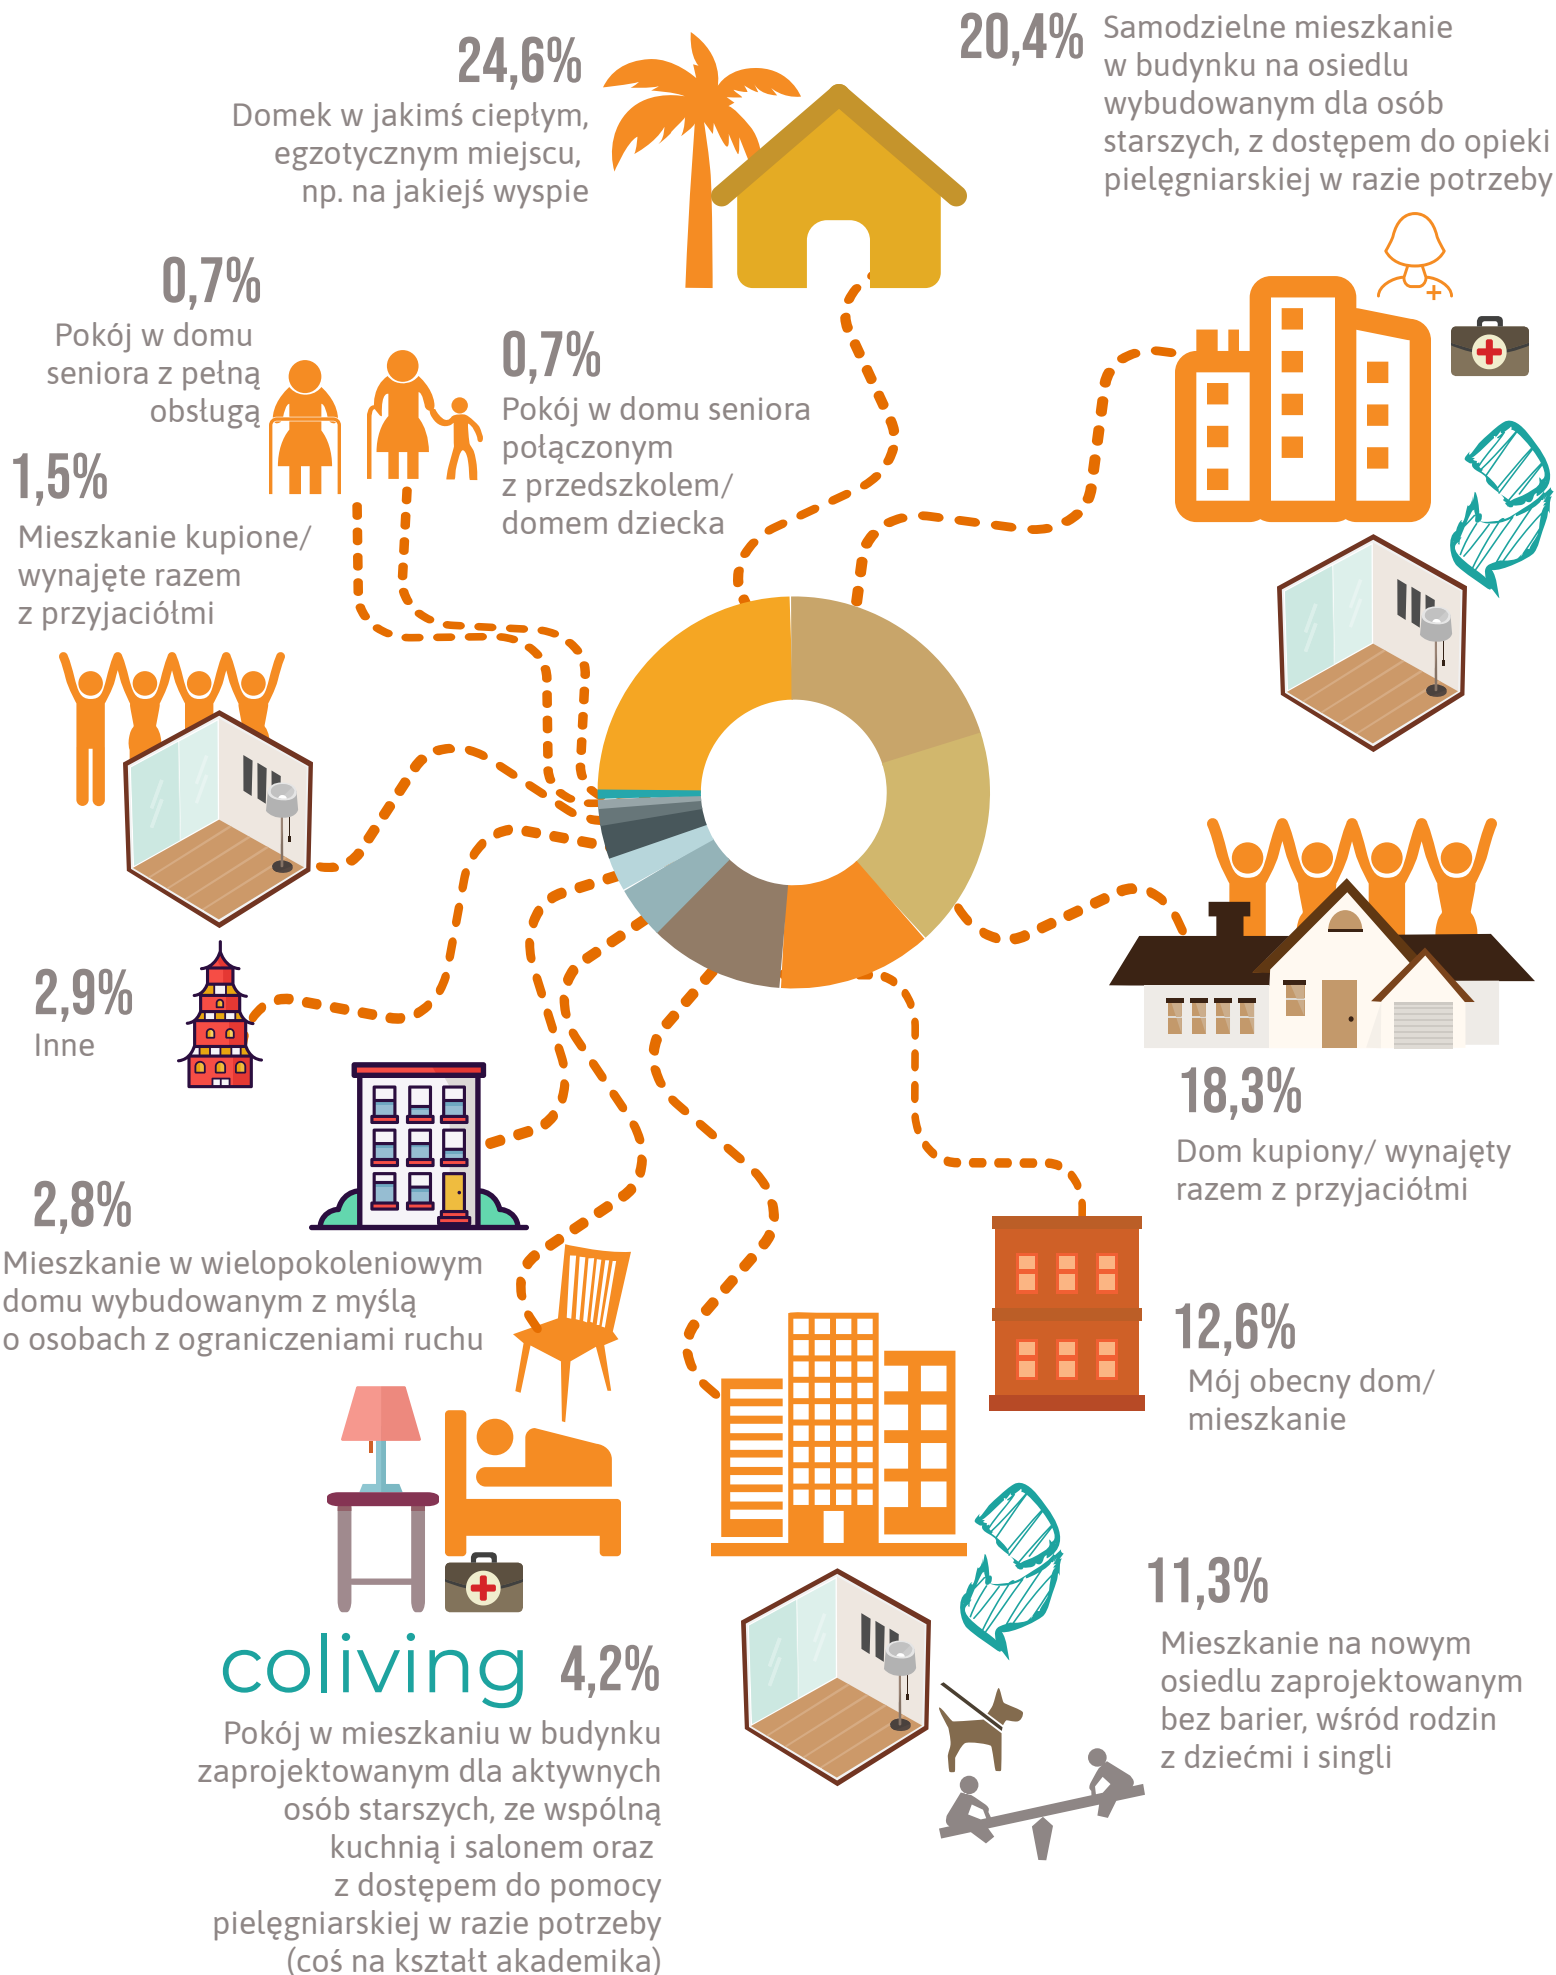 24,6%
Domek w jakimś ciepłym,
egzotycznym miejscu,
np. na jakiejś wyspie
20,4%
Samodzielne mieszkanie
w budynku na osiedlu
wybudowanym dla osób
starszych, z dostępem do opieki
pielęgniarskiej w razie potrzeby
0,7%
Pokój w domu
seniora z pełną
obsługą
0,7%
Pokój w domu seniora
połączonym
z przedszkolem/
domem dziecka
1,5%
Mieszkanie kupione/
wynajęte razem
z przyjaciółmi
2,9%
Inne
18,3%
Dom kupiony/ wynajęty
razem z przyjaciółmi
2,8%
Mieszkanie w wielopokoleniowym
domu wybudowanym z myślą
o osobach z ograniczeniami ruchu
12,6%
Mój obecny dom/
mieszkanie
11,3%
Mieszkanie na nowym
osiedlu zaprojektowanym
bez barier, wśród rodzin
z dziećmi i singli
coliving 4,2%
Pokój w mieszkaniu w budynku
zaprojektowanym dla aktywnych
osób starszych, ze wspólną
kuchnią i salonem oraz
z dostępem do pomocy
pielęgniarskiej w razie potrzeby
(coś na kształt akademika)